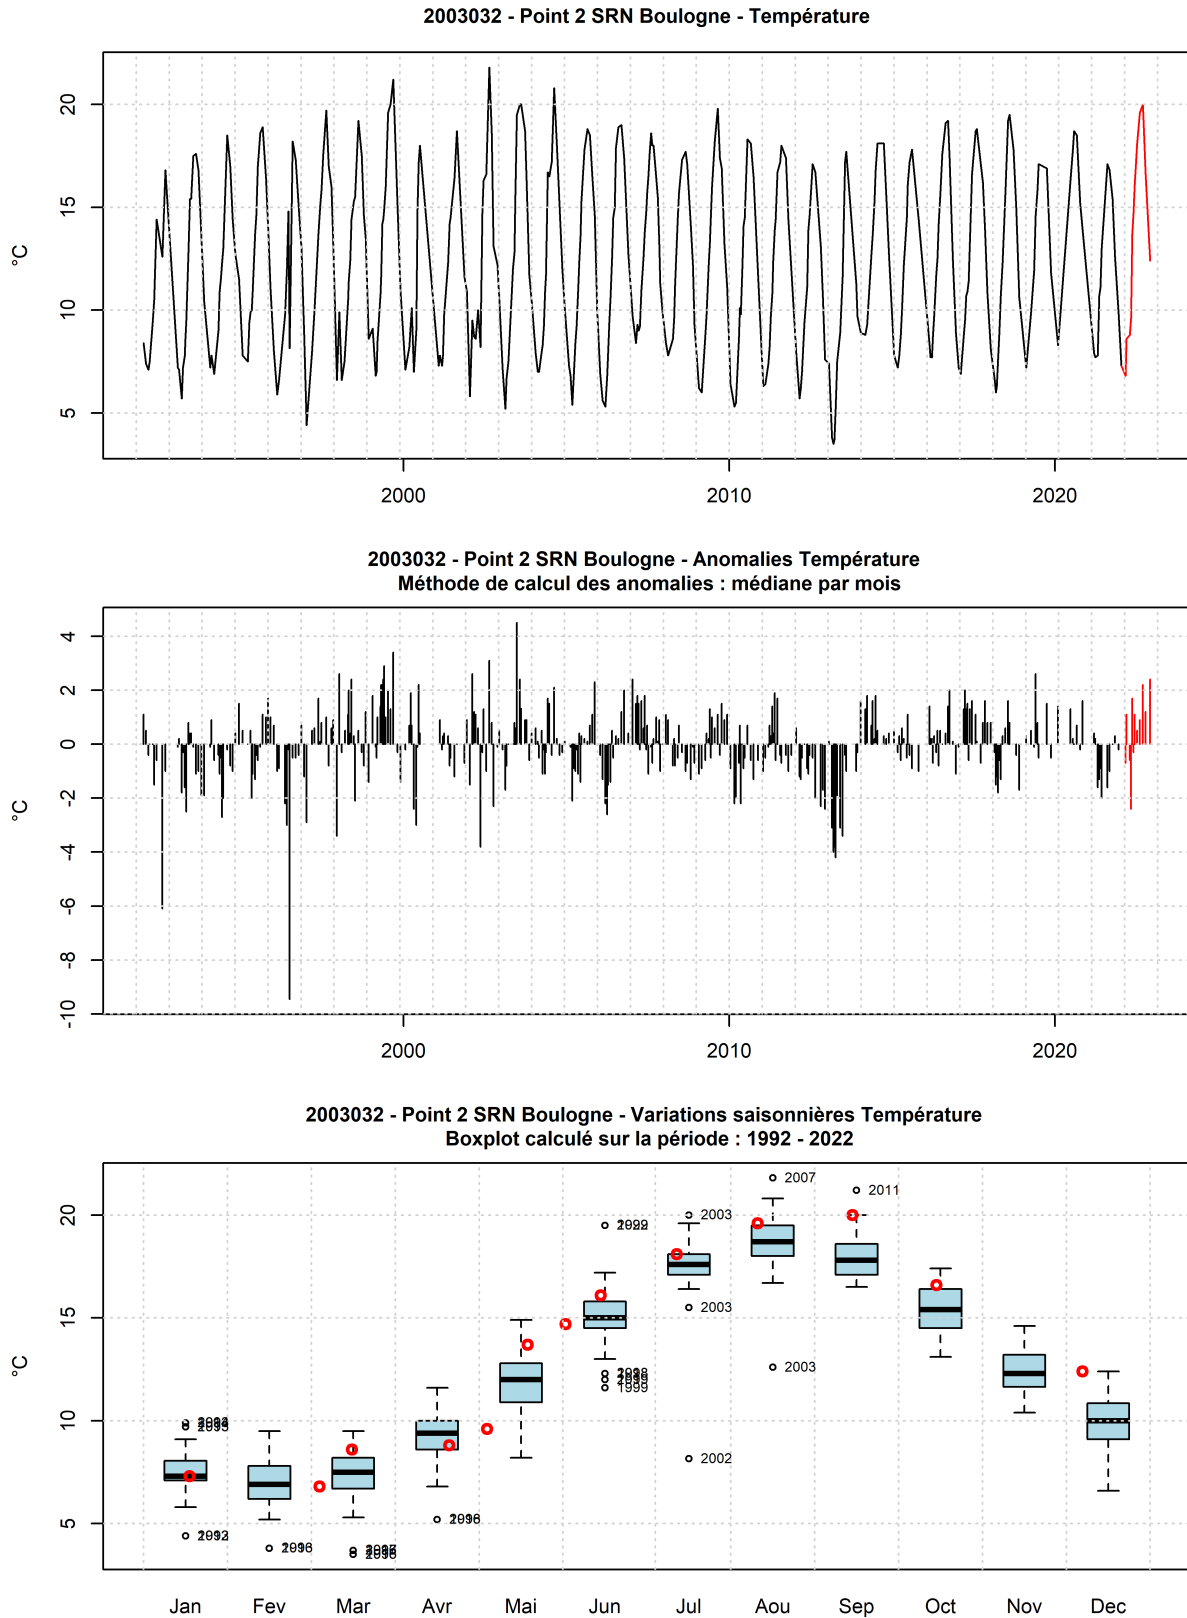 2003032 - Point 2 SRN Boulogne - Température
°C
20
15
10
5
2000
2010
2020
2003032 - Point 2 SRN Boulogne - Anomalies Température
Méthode de calcul des anomalies : médiane par mois
°C
4
2
0
-2
-4
-6
-8
-10
2000
2010
2020
2003032 - Point 2 SRN Boulogne - Variations saisonnières Température
Boxplot calculé sur la période : 1992 - 2022
°C
20
15
10
5
2007
2011
2003
2003
2003
1999
2002
Jan
Fev
Mar
Avr
Mai
Jun
Jul
Aou
Sep
Oct
Nov
Dec